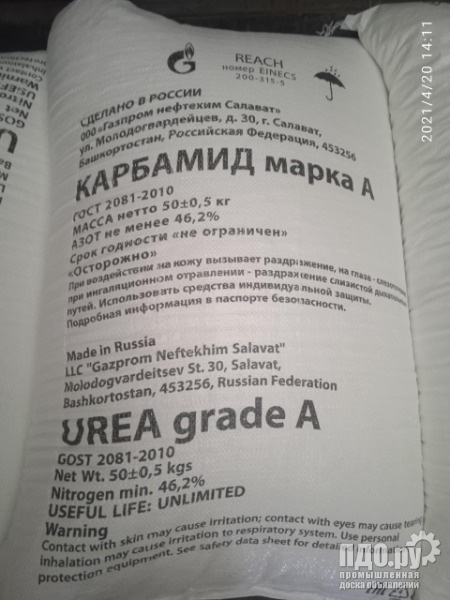 REACH
номер EINECS
200-315-5
СДЕЛАНО В РОССИИ
ООО «Газпром нефтехим Салават»
ул. Молодогвардейцев, д. 30, г. Салават,
Башкортостан, Российская Федерация, 453256
КАРБАМИД марка А
ГОСТ 2081-2010
МАССА нетто 50±0,5 кг
АЗОТ не менее 46,2%
Срок годности «не ограничен»
«Осторожно»
При воздействии на кожу вызывает раздражение, на глаза - слезотечение
при ингаляционном отравлении - раздражение слизистой дыхательных
путей. Использовать средства индивидуальной защиты.
Подробная информация в паспорте безопасности.
Made in Russia
LLC "Gazprom Neftekhim Salavat"
Molodogvardeitsev St. 30, Salavat,
Bashkortostan, 453256, Russian Federation
UREA grade A
GOST 2081-2010
Net Wt. 50±0,5 kgs
Nitrogen min. 46,2%
USEFUL LIFE: UNLIMITED
Warning
Contact with skin may cause irritation; contact with eyes may cause
inhalation may cause irritation to respiratory system. Use personal
protection equipment. See safety data sheet for detailed
2021/4/20 14:11
ПДО.ру
промышленная
доска объявлений